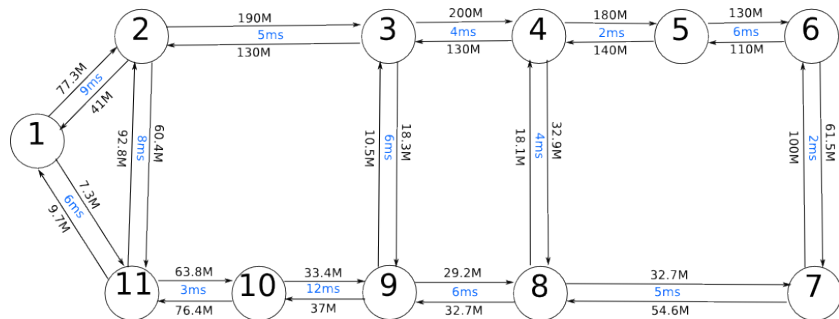 190M
200M
180M
130M
2
5ms
3
4ms
4
2ms
5
6ms
6
130M
130M
140M
110M
77.3M
9ms
41M
1
92.8M
8ms
60.4M
10.5M
6ms
18.3M
18.1M
4ms
32.9M
100M
2ms
61.5M
7.3M
6ms
9.7M
63.8M
33.4M
29.2M
32.7M
11
3ms
10
12ms
9
6ms
8
5ms
7
76.4M
37M
32.7M
54.6M